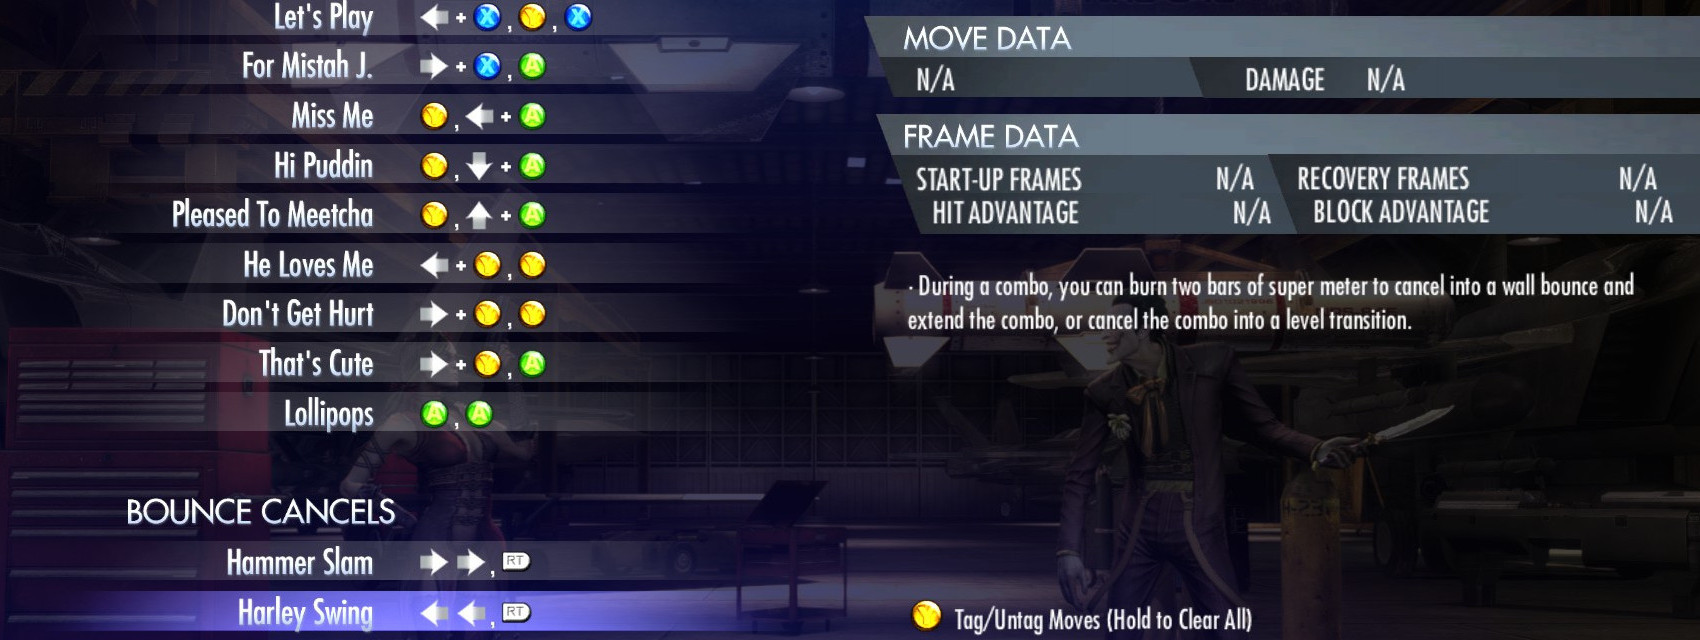 Let's Play ← + X , Y , X
For Mistah J. → + X , A
Miss Me Y , ← + A
Hi Puddin Y , ↓ + A
Pleased To Meetcha Y , ↑ + A
He Loves Me ← + Y , Y
Don't Get Hurt → + Y , Y
That's Cute → + Y , A
Lollipops A , A
BOUNCE CANCELS
Hammer Slam → → , RT
Harley Swing ← ← , RT
MOVE DATA
N/A DAMAGE N/A
FRAME DATA
START-UP FRAMES N/A RECOVERY FRAMES N/A
HIT ADVANTAGE N/A BLOCK ADVANTAGE N/A
· During a combo, you can burn two bars of super meter to cancel into a wall bounce and
extend the combo, or cancel the combo into a level transition.
Y Tag/Untag Moves (Hold to Clear All)